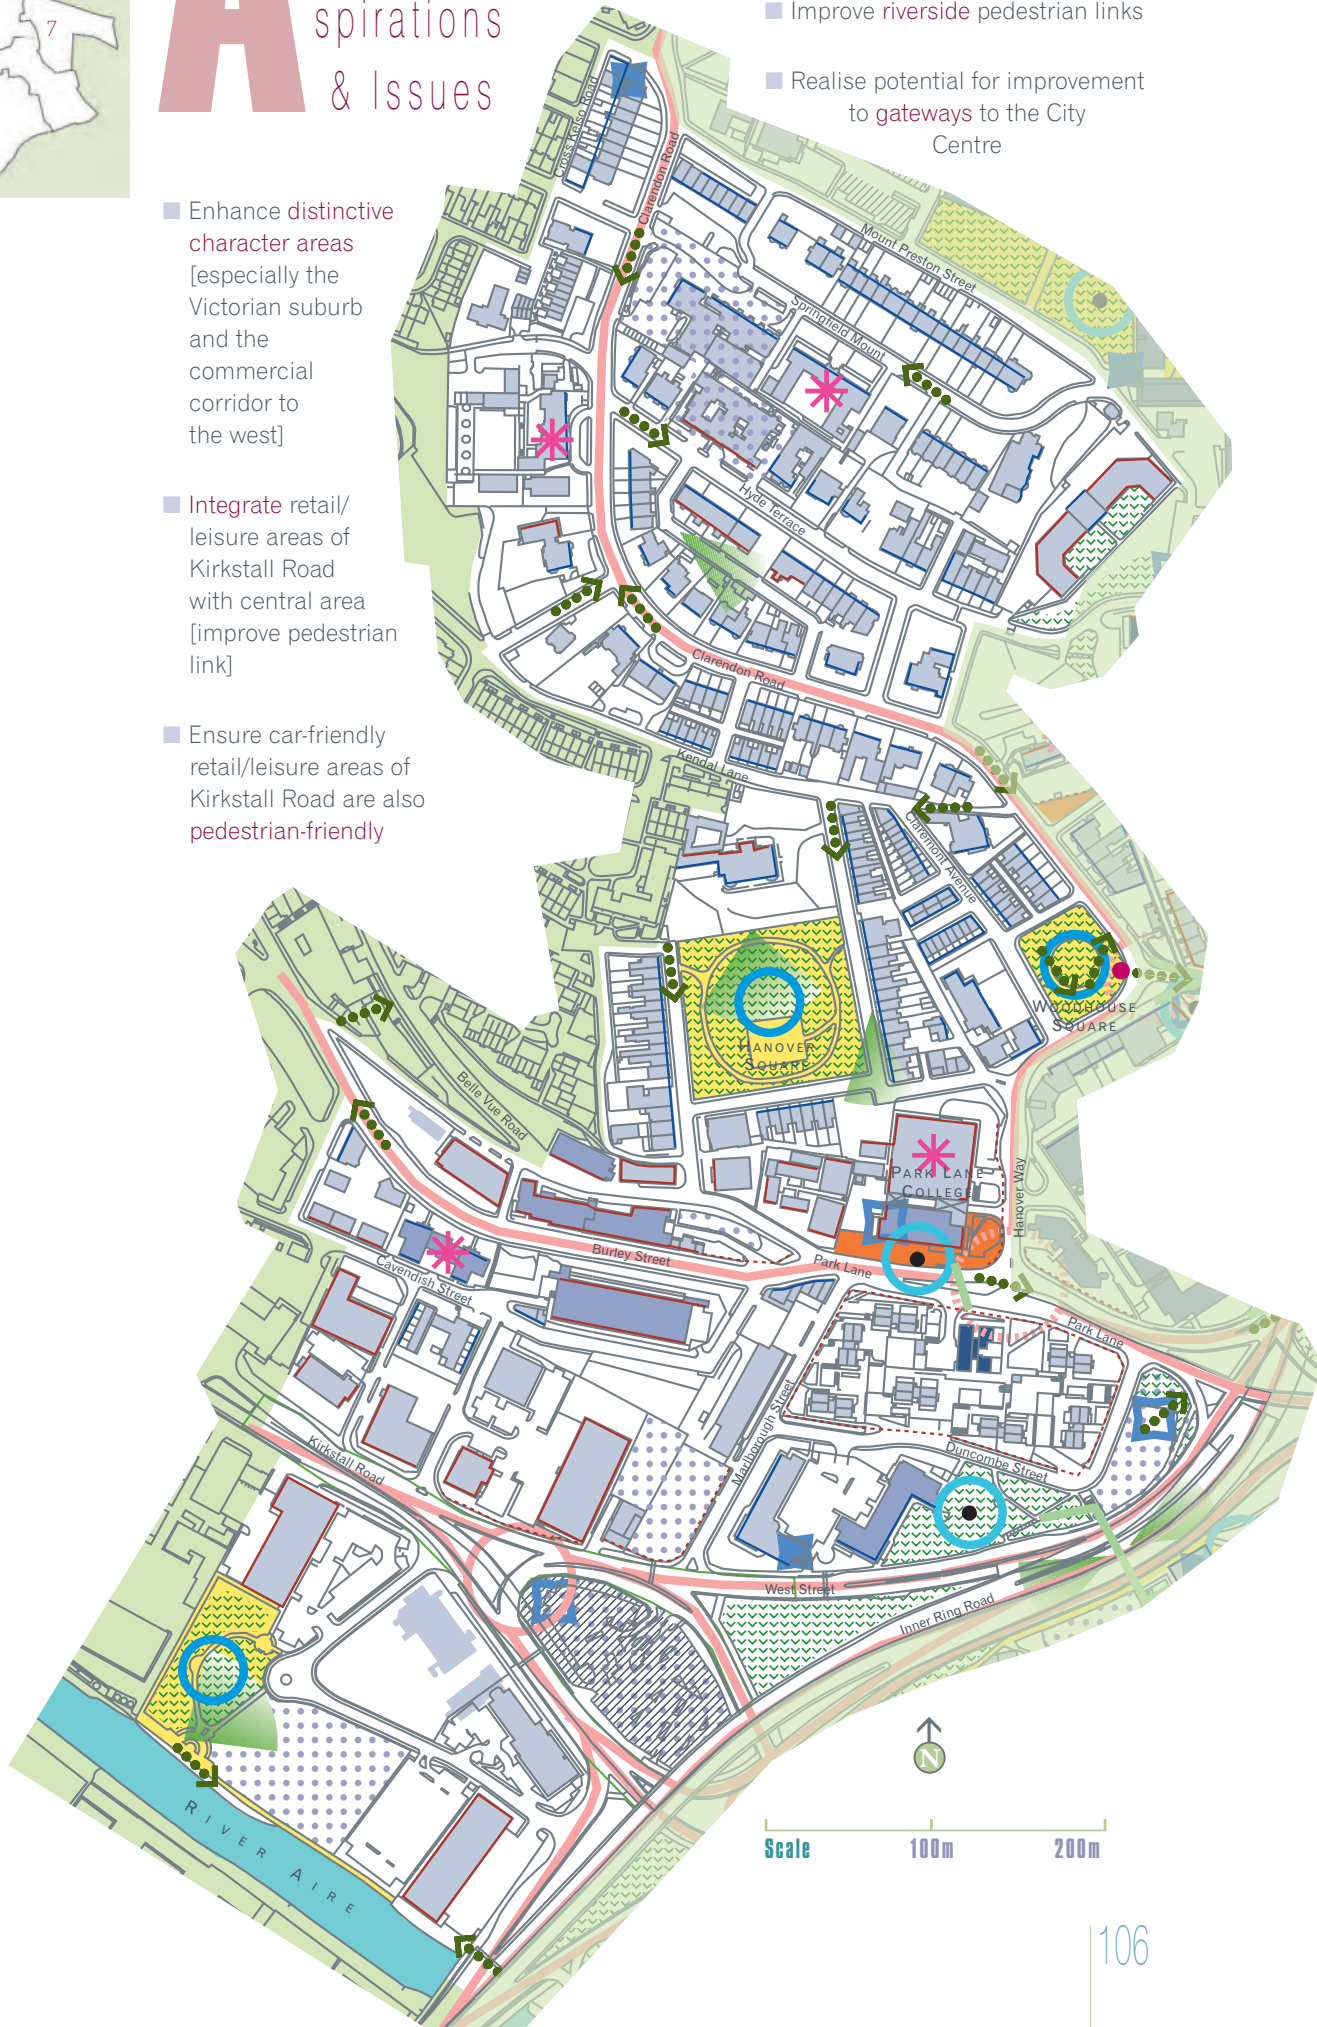 7
Aspirations
& Issues
Improve riverside pedestrian links
Realise potential for improvement
to gateways to the City
Centre
Enhance distinctive
character areas
[especially the
Victorian suburb
and the
commercial
corridor to
the west]
Integrate retail/
leisure areas of
Kirkstall Road
with central area
[improve pedestrian
link]
Ensure car-friendly
retail/leisure areas of
Kirkstall Road are also
pedestrian-friendly
Cross Kelso Road
Clarendon Road
Mount Preston Street
Springfield Mount
Hyde Terrace
Clarendon Road
Kendal Lane
Claremont Avenue
WOODHOUSE
SQUARE
HANOVER
SQUARE
Belle Vue Road
PARK LANE
COLLEGE
Hanover Way
Burley Street
Park Lane
Cavendish Street
Park Lane
Marlborough Street
Duncombe Street
Kirkstall Road
West Street
Inner Ring Road
RIVER AIRE
N
Scale
100m
200m
106